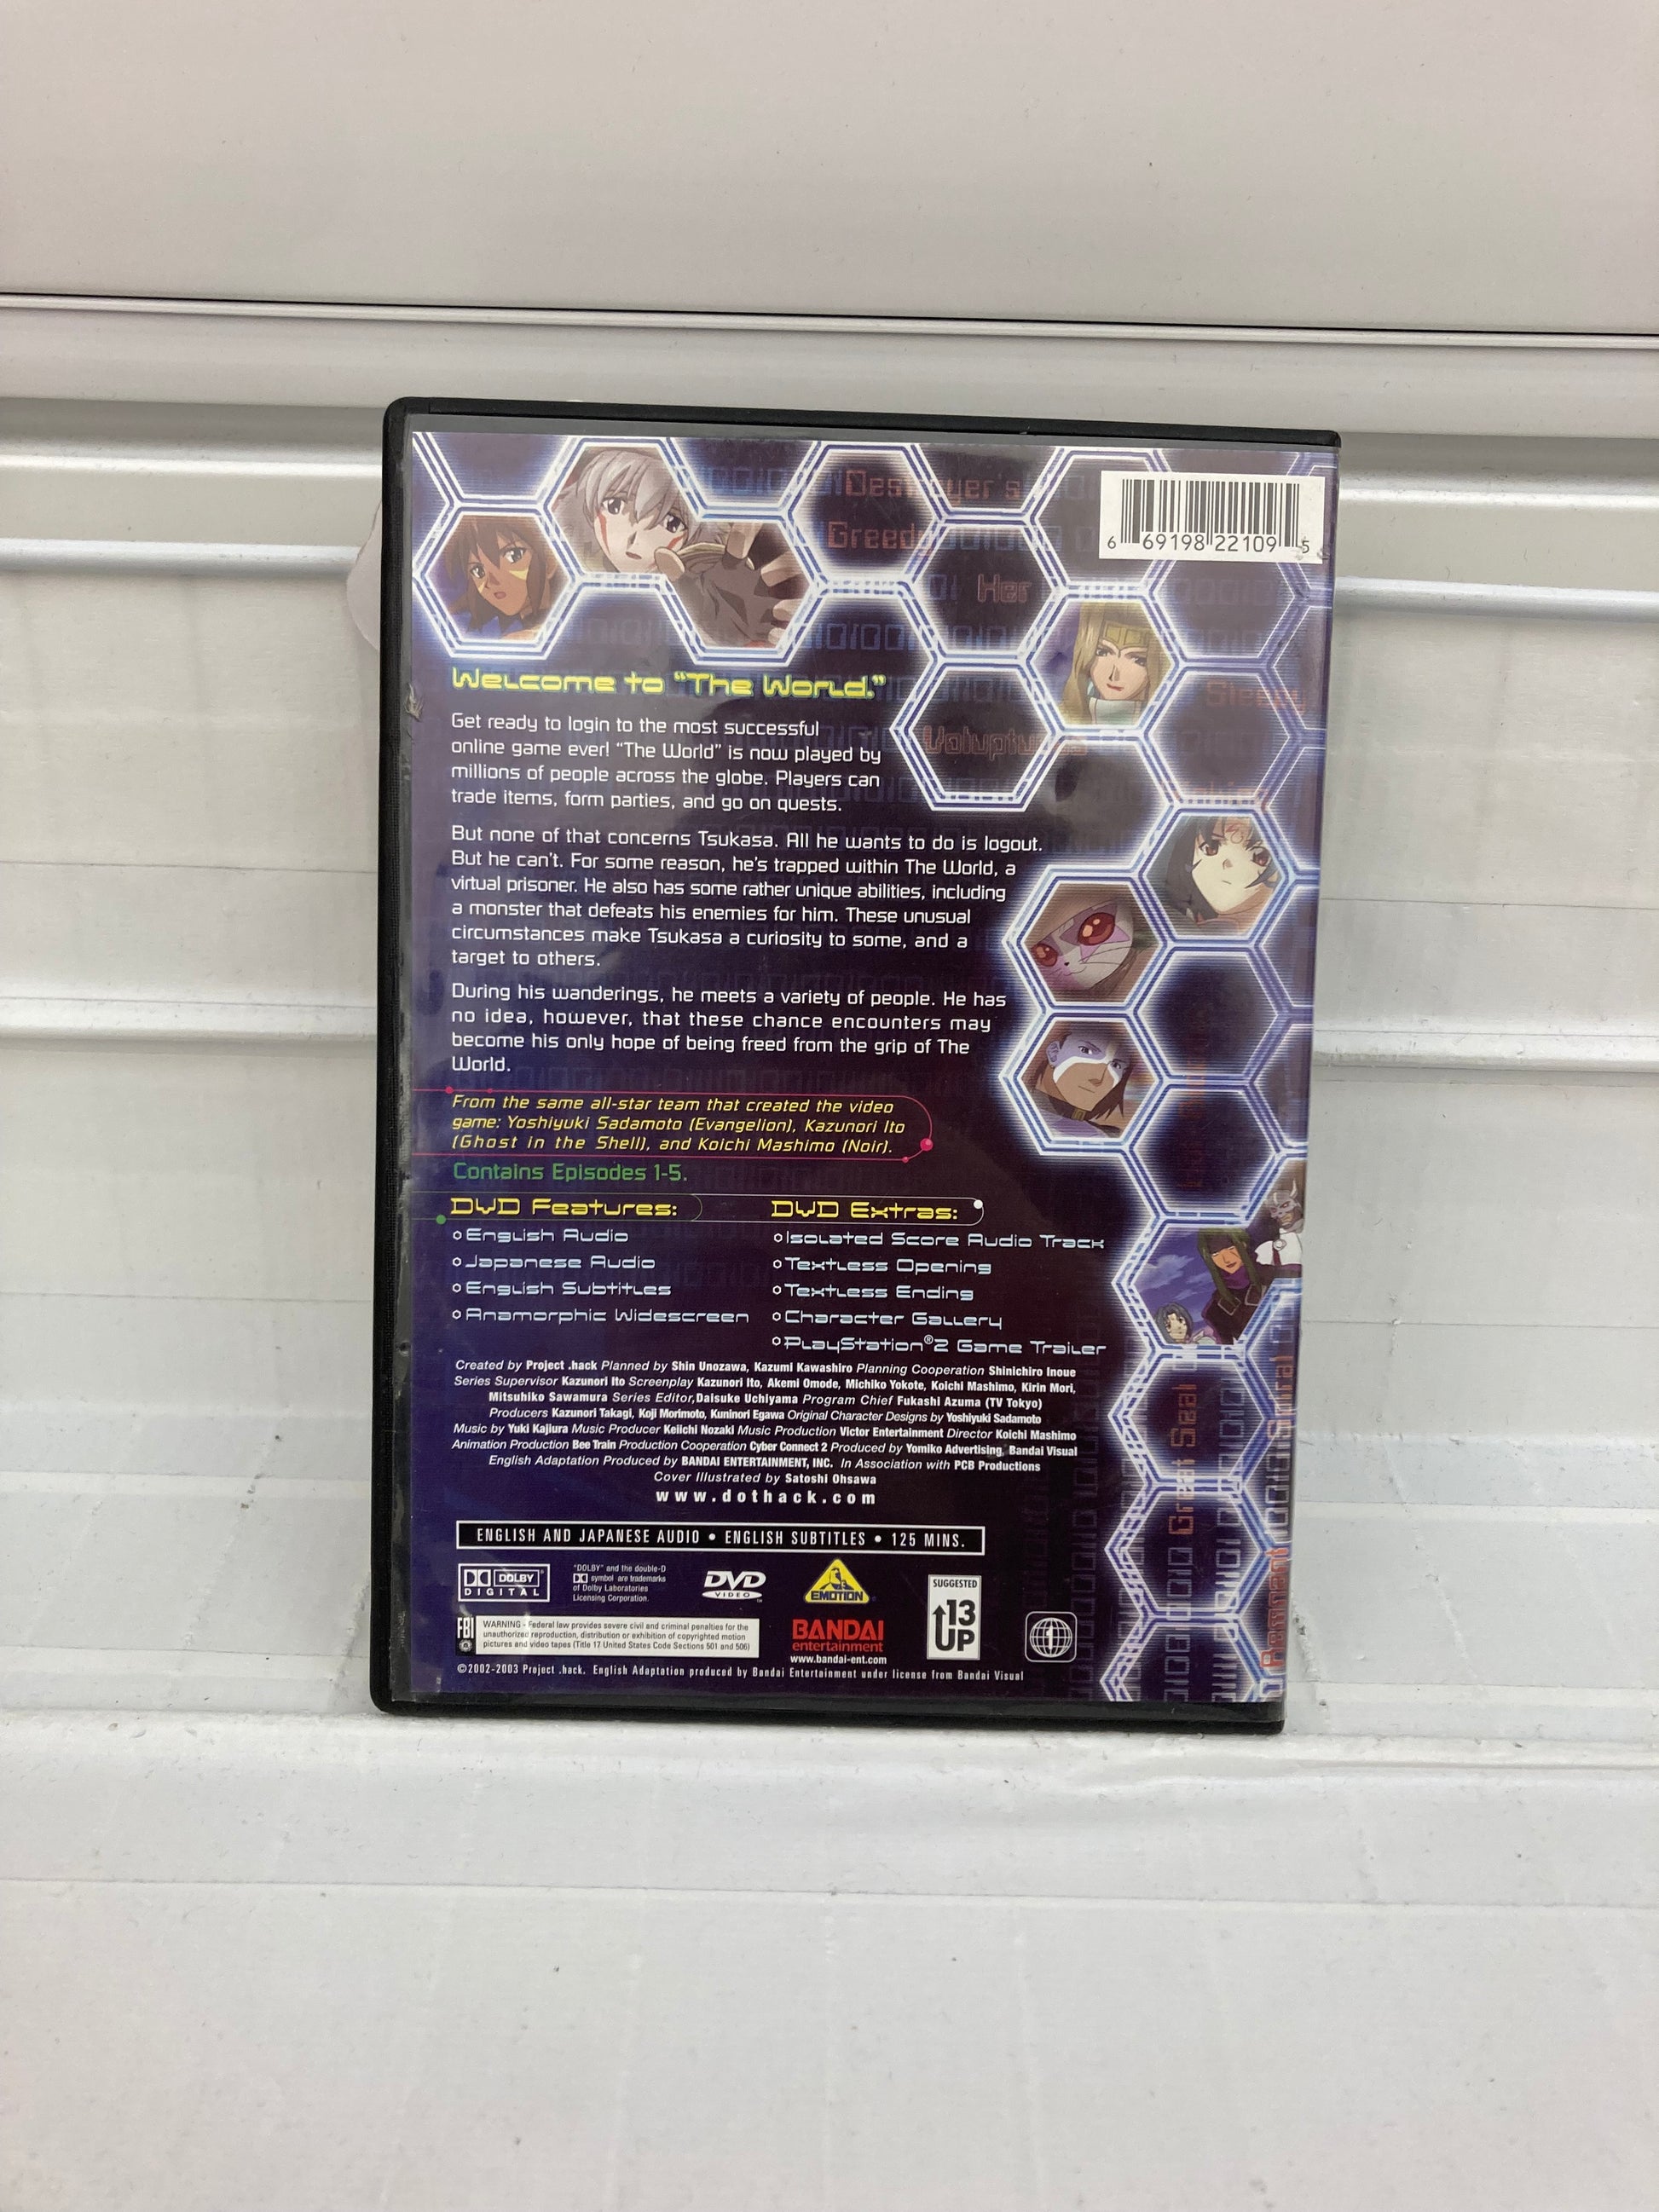 Greed
Her
6 69198 22109 5
Welcome to "The World."
Get ready to login to the most successful
online game ever! "The World" is now played by
millions of people across the globe. Players can
trade items, form parties, and go on quests.
But none of that concerns Tsukasa. All he wants to do is logout.
But he can't. For some reason, he's trapped within The World, a
virtual prisoner. He also has some rather unique abilities, including
a monster that defeats his enemies for him. These unusual
circumstances make Tsukasa a curiosity to some, and a
target to others.
During his wanderings, he meets a variety of people. He has
no idea, however, that these chance encounters may
become his only hope of being freed from the grip of The
World.
From the same all-star team that created the video
game: Yoshiyuki Sadamoto (Evangelion), Kazunori Ito
(Ghost in the Shell), and Koichi Mashimo (Noir).
Contains Episodes 1-5.
DVD Features:
English Audio
Japanese Audio
English Subtitles
Anamorphic Widescreen
DVD Extras:
Isolated Score Audio Track
Textless Opening
Textless Ending
Character Gallery
PlayStation®2 Game Trailer
Created by Project .hack Planned by Shin Unozawa, Kazumi Kawashiro Planning Cooperation Shinichiro Inoue
Series Supervisor Kazunori Ito Screenplay Kazunori Ito, Akemi Omode, Michiko Yokote, Koichi Mashimo, Kirin Mori,
Mitsuhiko Sawamura Series Editor,Daisuke Uchiyama Program Chief Fukashi Azuma (TV Tokyo)
Producers Kazunori Takagi, Koji Morimoto, Kuninori Egawa Original Character Designs by Yoshiyuki Sadamoto
Music by Yuki Kajiura Music Producer Keiichi Nozaki Music Production Victor Entertainment Director Koichi Mashimo
Animation Production Bee Train Production Cooperation Cyber Connect 2 Produced by Yomiko Advertising, Bandai Visual
English Adaptation Produced by BANDAI ENTERTAINMENT, INC. In Association with PCB Productions
Cover Illustrated by Satoshi Ohsawa
www.dothack.com
ENGLISH AND JAPANESE AUDIO • ENGLISH SUBTITLES • 125 MINS.
DOLBY
DIGITAL
"DOLBY" and the double-D
symbol are trademarks
of Dolby Laboratories
Licensing Corporation.
DVD
VIDEO
EMOTION
SUGGESTED
13
UP
FBI
WARNING - Federal law provides severe civil and criminal penalties for the
unauthorized reproduction, distribution or exhibition of copyrighted motion
pictures and video tapes (Title 17 United States Code Sections 501 and 506)
BANDAI
entertainment
www.bandai-ent.com
©2002-2003 Project .hack. English Adaptation produced by Bandai Entertainment under license from Bandai Visual
Great Seal